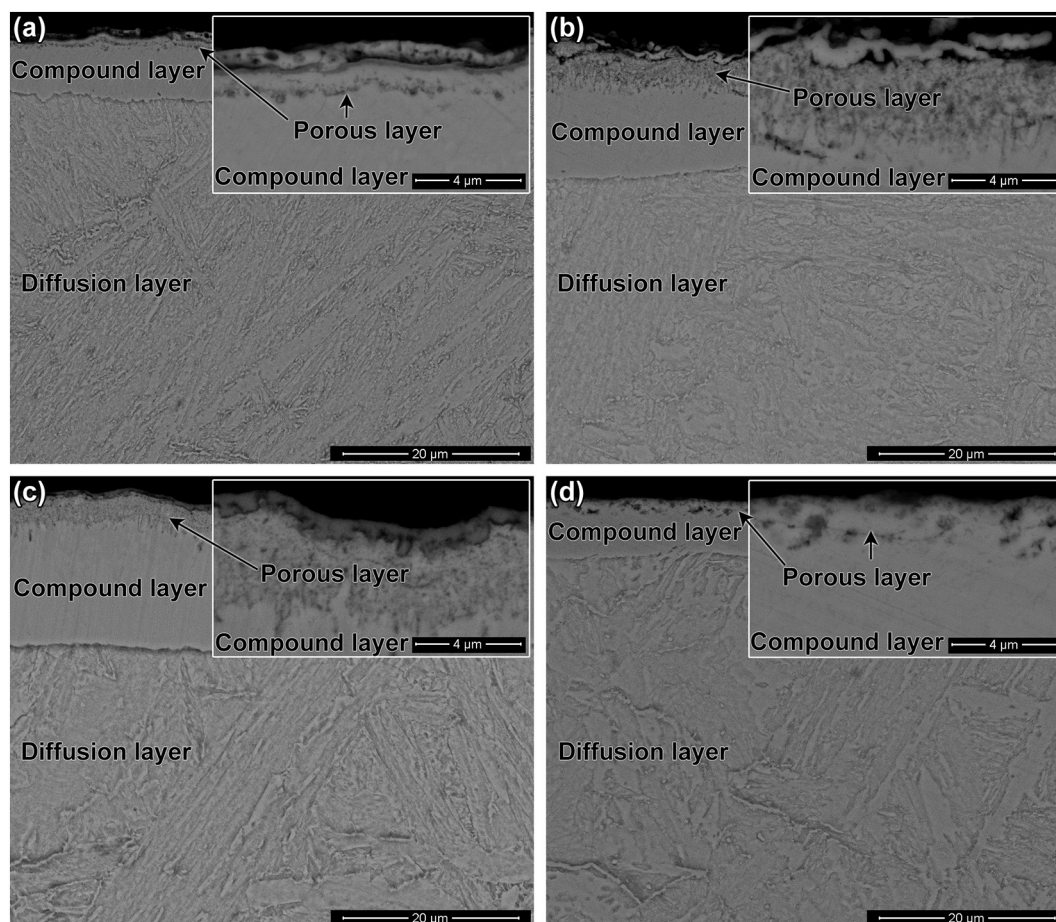 (a)
Compound layer
Porous layer
Compound layer
4 µm
Diffusion layer
20 µm
(b)
Porous layer
Compound layer
Compound layer
4 µm
Diffusion layer
20 µm
(c)
Porous layer
Compound layer
Compound layer
4 µm
Diffusion layer
20 µm
(d)
Compound layer
Porous layer
Compound layer
4 µm
Diffusion layer
20 µm